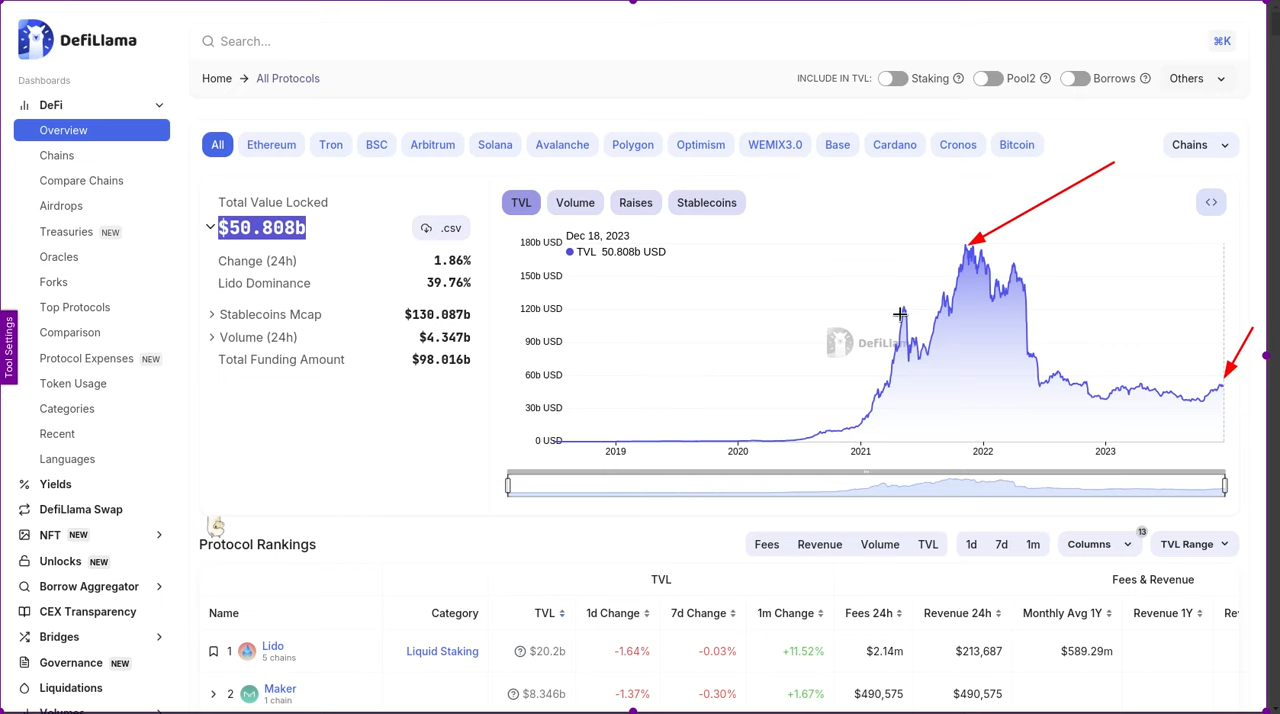 DefiLlama
Search...
⌘K
Home → All Protocols
INCLUDE IN TVL: Staking Pool2 Borrows Others
Dashboards
DeFi
Overview
Chains
Compare Chains
Airdrops
Treasuries NEW
Oracles
Forks
Top Protocols
Comparison
Protocol Expenses NEW
Token Usage
Categories
Recent
Languages
Yields
DefiLlama Swap
NFT NEW
Unlocks NEW
Borrow Aggregator
CEX Transparency
Bridges
Governance NEW
Liquidations
Tool Settings
All Ethereum Tron BSC Arbitrum Solana Avalanche Polygon Optimism WEMIX3.0 Base Cardano Cronos Bitcoin Chains
Total Value Locked
$50.808b
.csv
Change (24h) 1.86%
Lido Dominance 39.76%
Stablecoins Mcap $130.087b
Volume (24h) $4.347b
Total Funding Amount $98.016b
TVL Volume Raises Stablecoins
Dec 18, 2023
TVL 50.808b USD
180b USD
150b USD
120b USD
90b USD
60b USD
30b USD
0 USD
DefiLlama
2019 2020 2021 2022 2023
Protocol Rankings
Fees Revenue Volume TVL 1d 7d 1m Columns 13 TVL Range
TVL Fees & Revenue
Name Category TVL 1d Change 7d Change 1m Change Fees 24h Revenue 24h Monthly Avg 1Y Revenue 1Y
1 Lido Liquid Staking $20.2b -1.64% -0.03% +11.52% $2.14m $213,687 $589.29m
5 chains
2 Maker $8.346b -1.37% -0.30% +1.67% $490,575 $490,575
1 chain